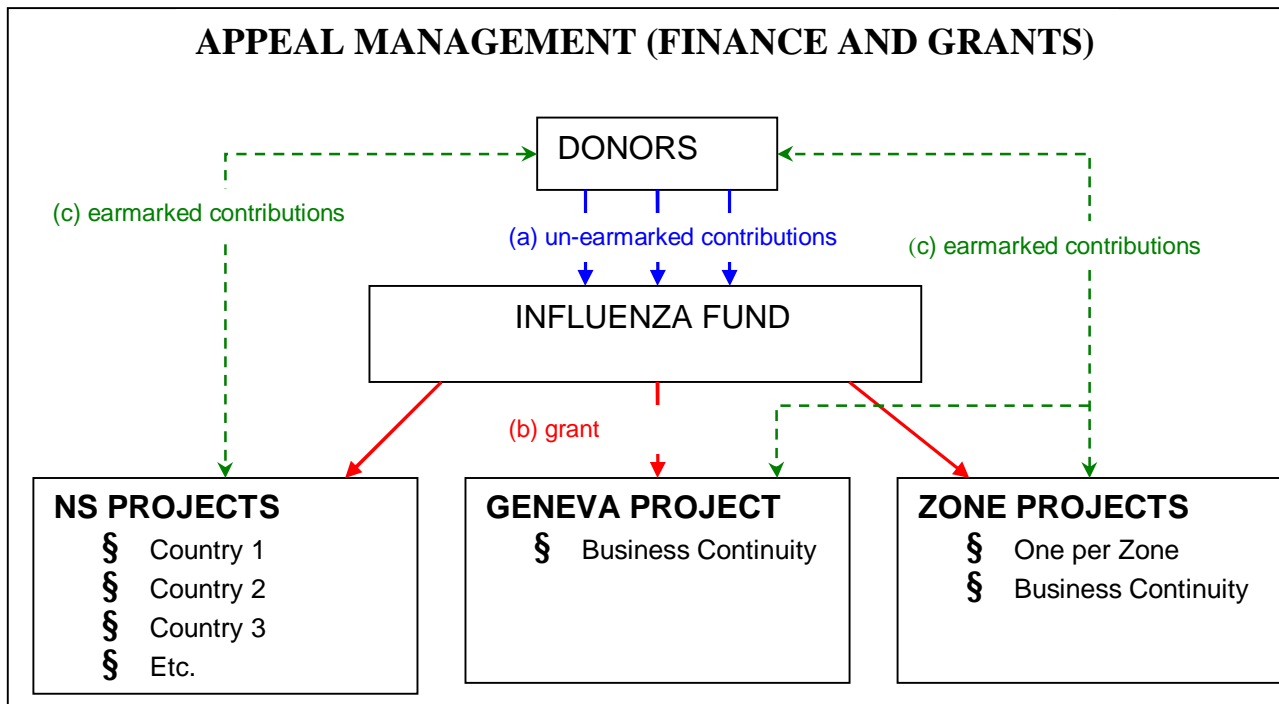 APPEAL MANAGEMENT (FINANCE AND GRANTS)
DONORS
(c) earmarked contributions
(a) un-earmarked contributions
(c) earmarked contributions
INFLUENZA FUND
(b) grant
NS PROJECTS
§ Country 1
§ Country 2
§ Country 3
§ Etc.
GENEVA PROJECT
§ Business Continuity
ZONE PROJECTS
§ One per Zone
§ Business Continuity